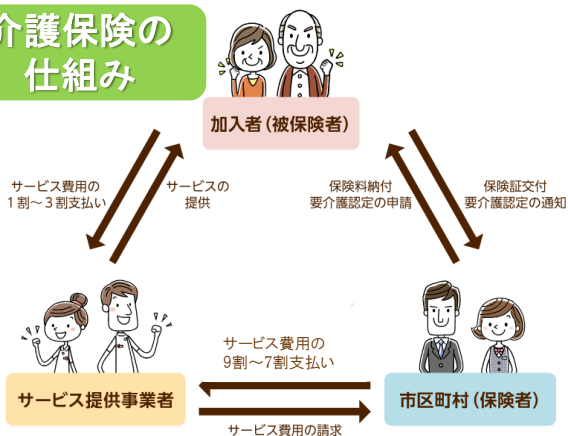 介護保険の
仕組み
加入者（被保険者）
サービス費用の
1割～3割支払い
サービスの
提供
保険料納付
要介護認定の申請
保険証交付
要介護認定の通知
サービス費用の
9割～7割支払い
サービス提供事業者
市区町村（保険者）
サービス費用の請求